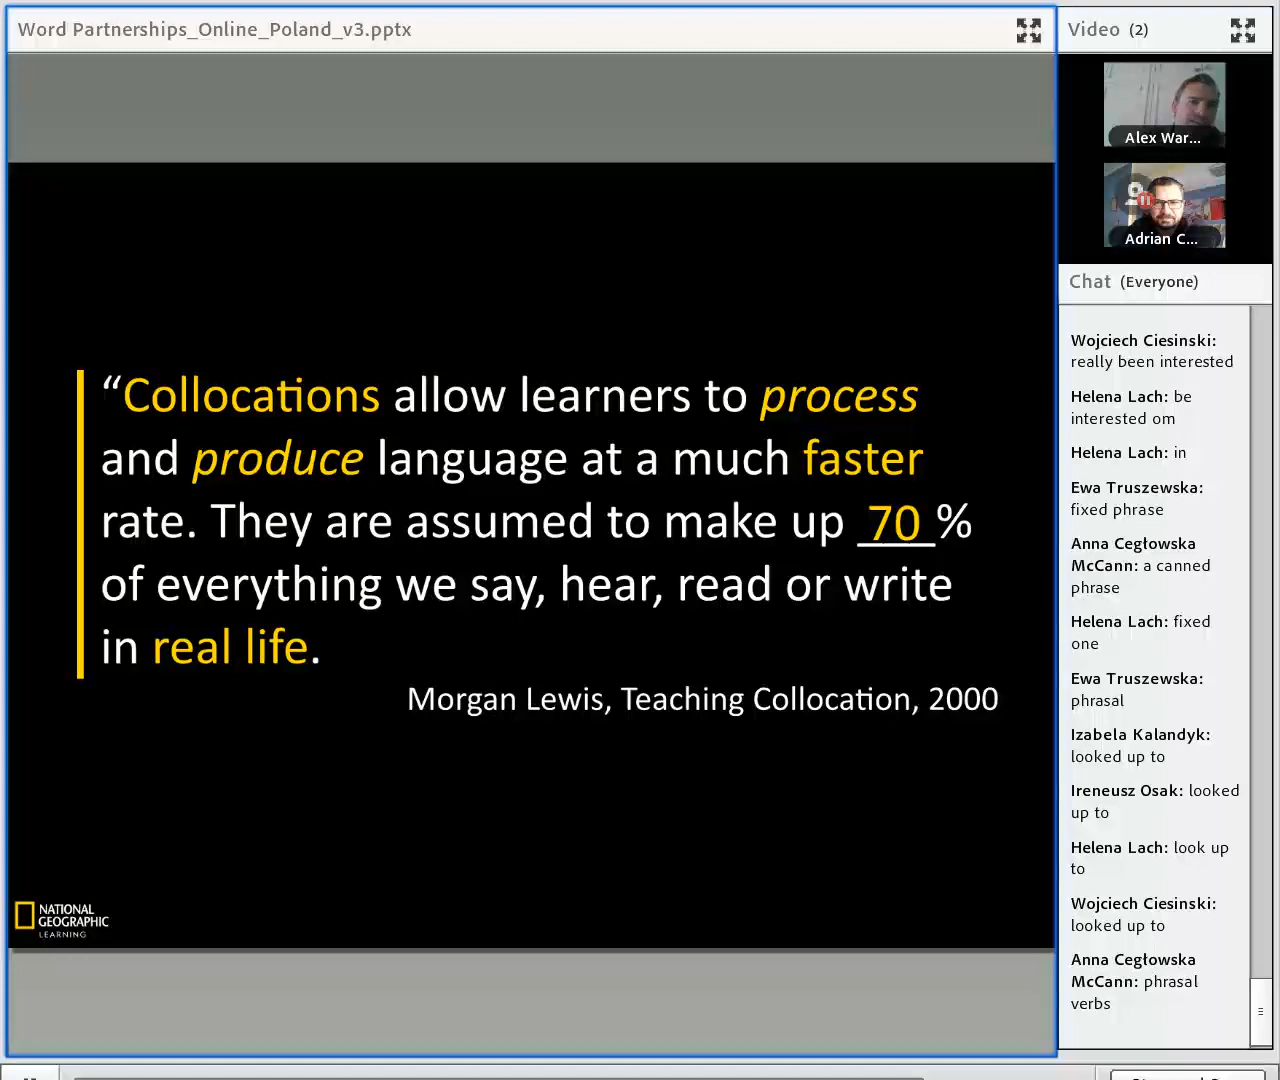 Word Partnerships_Online_Poland_v3.pptx
Video (2)
Alex War...
Adrian C...
Chat (Everyone)
“Collocations allow learners to process
and produce language at a much faster
rate. They are assumed to make up 70%
of everything we say, hear, read or write
in real life.
Morgan Lewis, Teaching Collocation, 2000
NATIONAL
GEOGRAPHIC
LEARNING
Wojciech Ciesinski:
really been interested
Helena Lach: be
interested om
Helena Lach: in
Ewa Truszewska:
fixed phrase
Anna Cegłowska
McCann: a canned
phrase
Helena Lach: fixed
one
Ewa Truszewska:
phrasal
Izabela Kalandyk:
looked up to
Ireneusz Osak: looked
up to
Helena Lach: look up
to
Wojciech Ciesinski:
looked up to
Anna Cegłowska
McCann: phrasal
verbs